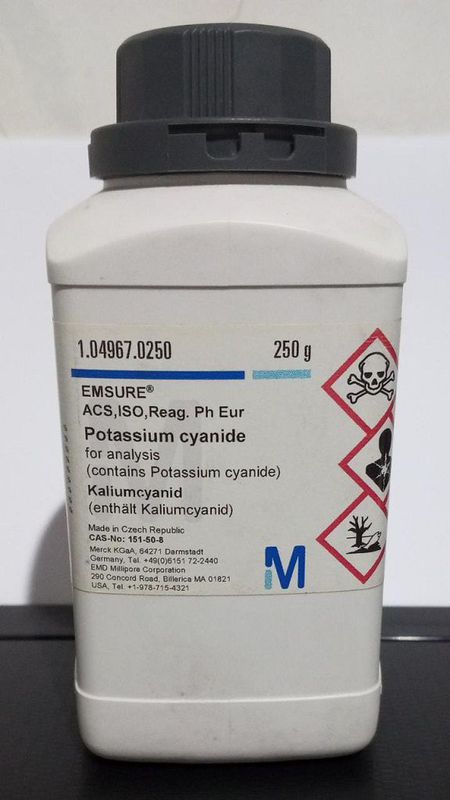 1.04967.0250 250 g
EMSURE®
ACS,ISO,Reag. Ph Eur
Potassium cyanide
for analysis
(contains Potassium cyanide)
Kaliumcyanid
(enthält Kaliumcyanid)
Made in Czech Republic
CAS-No: 151-50-8
Merck KGaA, 64271 Darmstadt
Germany, Tel. +49(0)6151 72-2440
EMD Millipore Corporation
290 Concord Road, Billerica MA 01821
USA, Tel. +1-978-715-4321
M